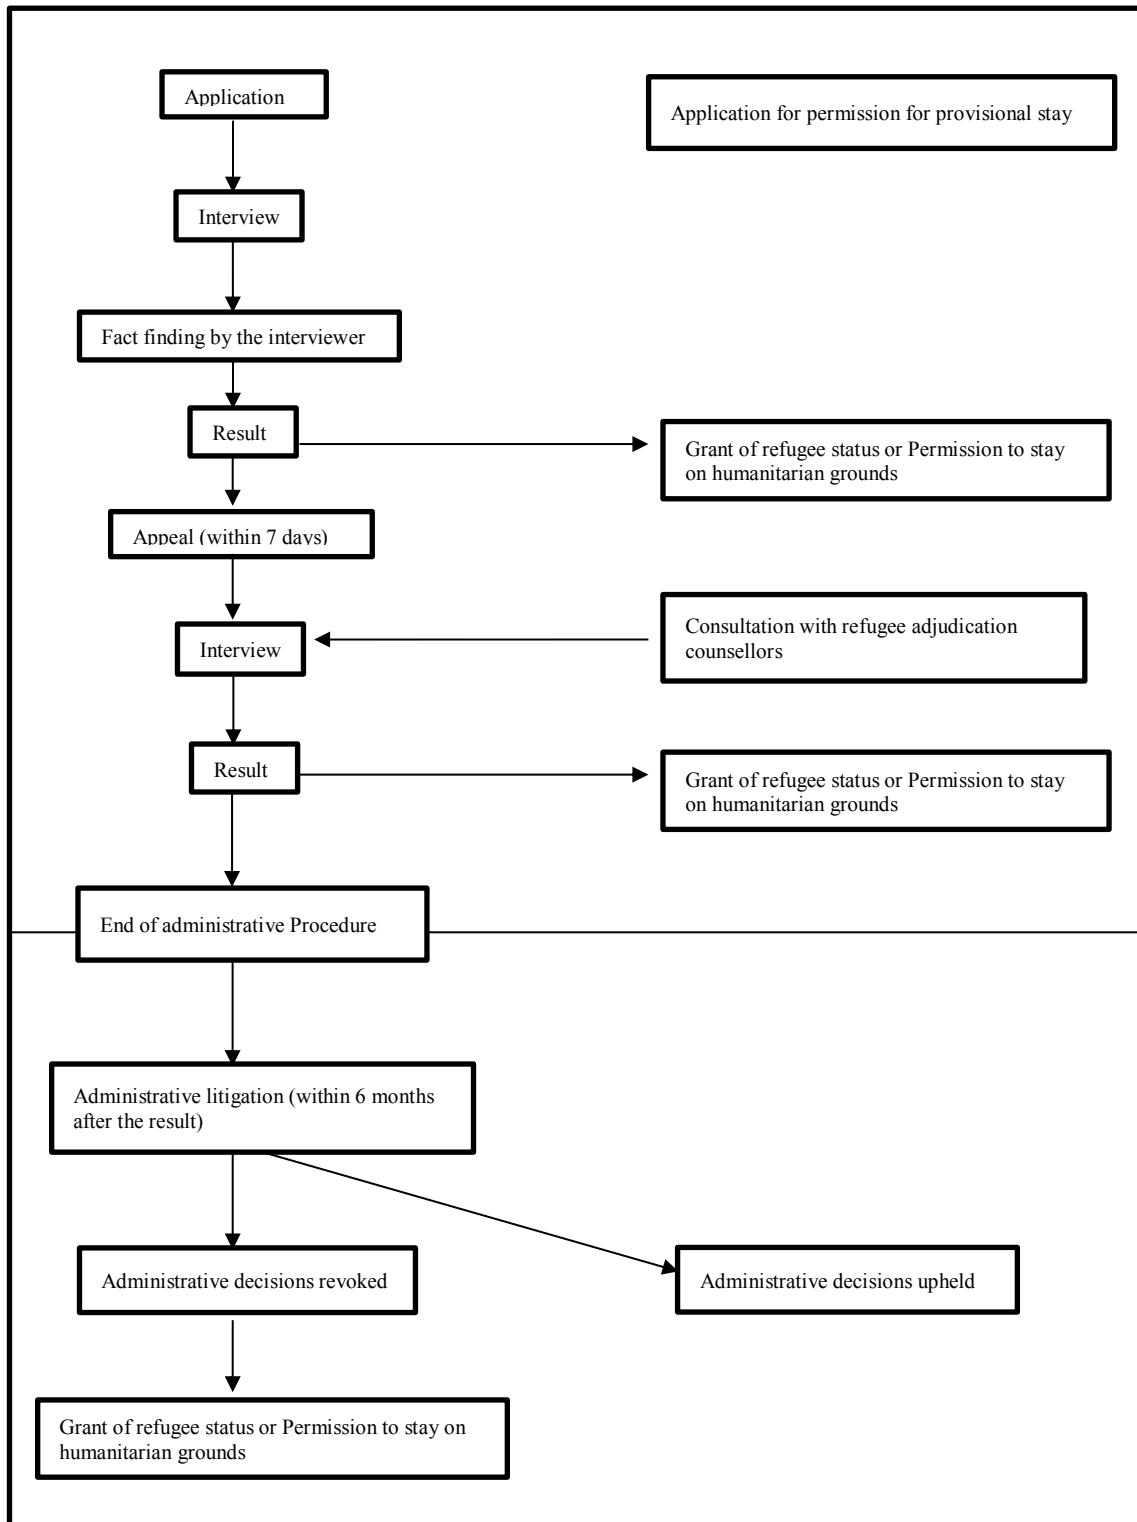 Application
Application for permission for provisional stay
Interview
Fact finding by the interviewer
Result
Grant of refugee status or Permission to stay
on humanitarian grounds
Appeal (within 7 days)
Interview
Consultation with refugee adjudication
counsellors
Result
Grant of refugee status or Permission to stay
on humanitarian grounds
End of administrative Procedure
Administrative litigation (within 6 months
after the result)
Administrative decisions revoked
Administrative decisions upheld
Grant of refugee status or Permission to stay on
humanitarian grounds